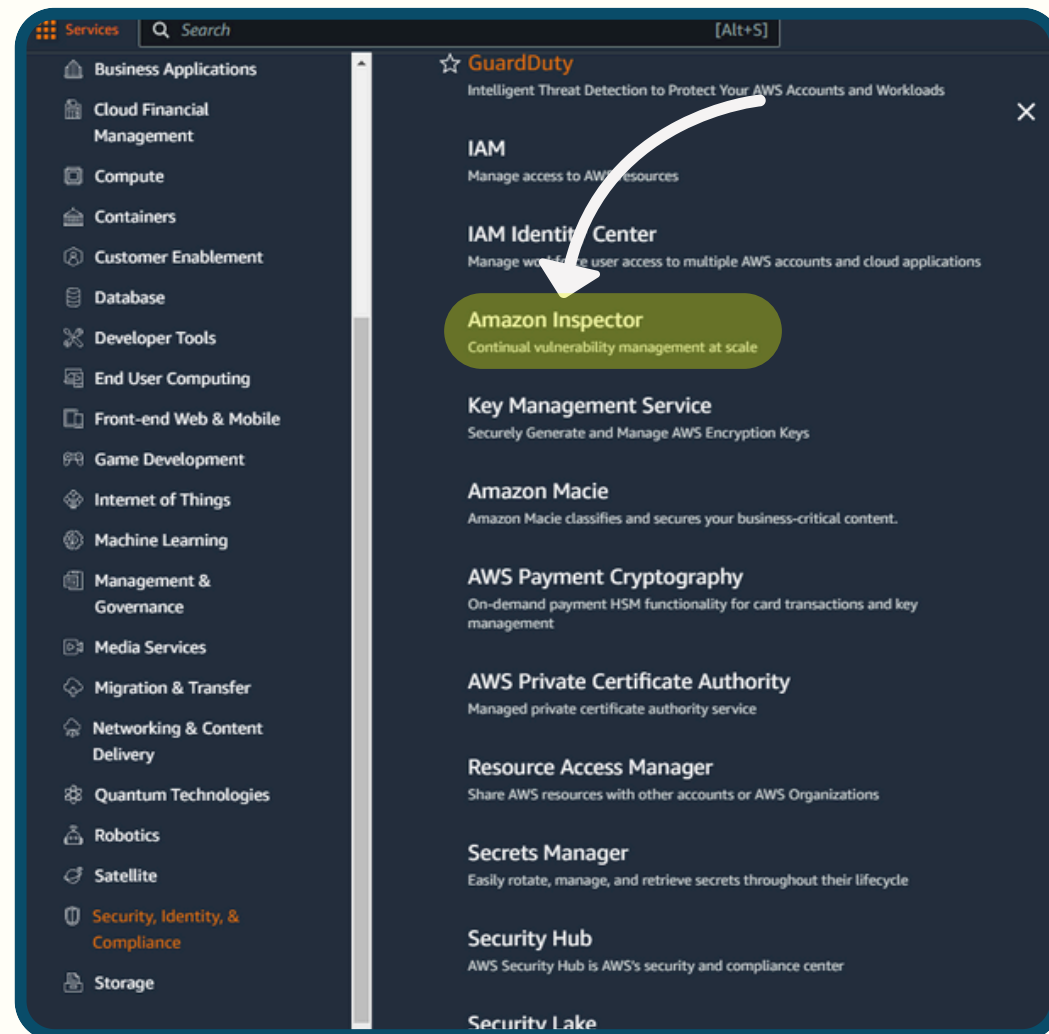 Services
Search
[Alt+S]
Business Applications
Cloud Financial
Management
Compute
Containers
Customer Enablement
Database
Developer Tools
End User Computing
Front-end Web & Mobile
Game Development
Internet of Things
Machine Learning
Management &
Governance
Media Services
Migration & Transfer
Networking & Content
Delivery
Quantum Technologies
Robotics
Satellite
Security, Identity, &
Compliance
Storage
GuardDuty
Intelligent Threat Detection to Protect Your AWS Accounts and Workloads
IAM
Manage access to AWS resources
IAM Identity Center
Manage workforce user access to multiple AWS accounts and cloud applications
Amazon Inspector
Continual vulnerability management at scale
Key Management Service
Securely Generate and Manage AWS Encryption Keys
Amazon Macie
Amazon Macie classifies and secures your business-critical content.
AWS Payment Cryptography
On-demand payment HSM functionality for card transactions and key
management
AWS Private Certificate Authority
Managed private certificate authority service
Resource Access Manager
Share AWS resources with other accounts or AWS Organizations
Secrets Manager
Easily rotate, manage, and retrieve secrets throughout their lifecycle
Security Hub
AWS Security Hub is AWS's security and compliance center
Security Lake